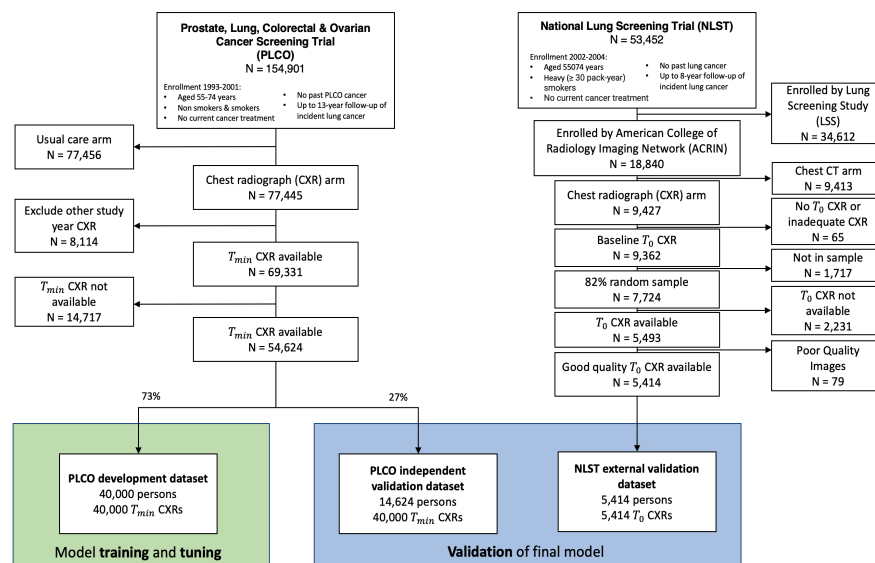 Prostate, Lung, Colorectal & Ovarian
Cancer Screening Trial
(PLCO)
N = 154,901
Enrollment 1993-2001:
• Aged 55-74 years
• Non smokers & smokers
• No current cancer treatment
• No past PLCO cancer
• Up to 13-year follow-up of
incident lung cancer
Usual care arm
N = 77,456
Chest radiograph (CXR) arm
N = 77,445
Exclude other study
year CXR
N = 8,114
T_min CXR available
N = 69,331
T_min CXR not
available
N = 14,717
T_min CXR available
N = 54,624
73%
27%
National Lung Screening Trial (NLST)
N = 53,452
Enrollment 2002-2004:
• Aged 55074 years
• Heavy (≥ 30 pack-year)
smokers
• No current cancer treatment
• No past lung cancer
• Up to 8-year follow-up of
incident lung cancer
Enrolled by Lung
Screening Study
(LSS)
N = 34,612
Enrolled by American College of
Radiology Imaging Network (ACRIN)
N = 18,840
Chest CT arm
N = 9,413
Chest radiograph (CXR) arm
N = 9,427
No T_0 CXR or
inadequate CXR
N = 65
Baseline T_0 CXR
N = 9,362
Not in sample
N = 1,717
82% random sample
N = 7,724
T_0 CXR not
available
N = 2,231
T_0 CXR available
N = 5,493
Poor Quality
Images
N = 79
Good quality T_0 CXR available
N = 5,414
PLCO development dataset
40,000 persons
40,000 T_min CXRs
Model training and tuning
PLCO independent
validation dataset
14,624 persons
40,000 T_min CXRs
NLST external validation
dataset
5,414 persons
5,414 T_0 CXRs
Validation of final model